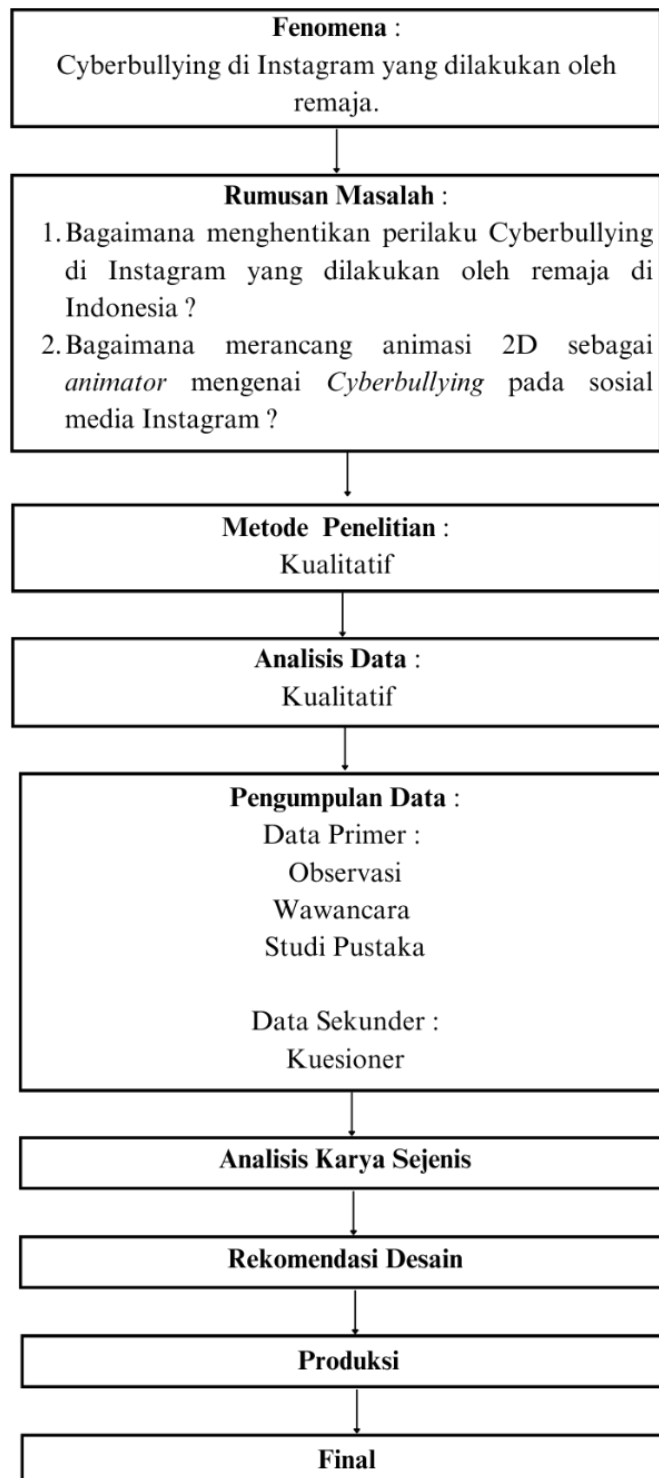 Fenomena :
Cyberbullying di Instagram yang dilakukan oleh
remaja.
Rumusan Masalah :
1. Bagaimana menghentikan perilaku Cyberbullying
di Instagram yang dilakukan oleh remaja di
Indonesia ?
2. Bagaimana merancang animasi 2D sebagai
animator mengenai Cyberbullying pada sosial
media Instagram ?
Metode Penelitian :
Kualitatif
Analisis Data :
Kualitatif
Pengumpulan Data :
Data Primer :
Observasi
Wawancara
Studi Pustaka
Data Sekunder :
Kuesioner
Analisis Karya Sejenis
Rekomendasi Desain
Produksi
Final